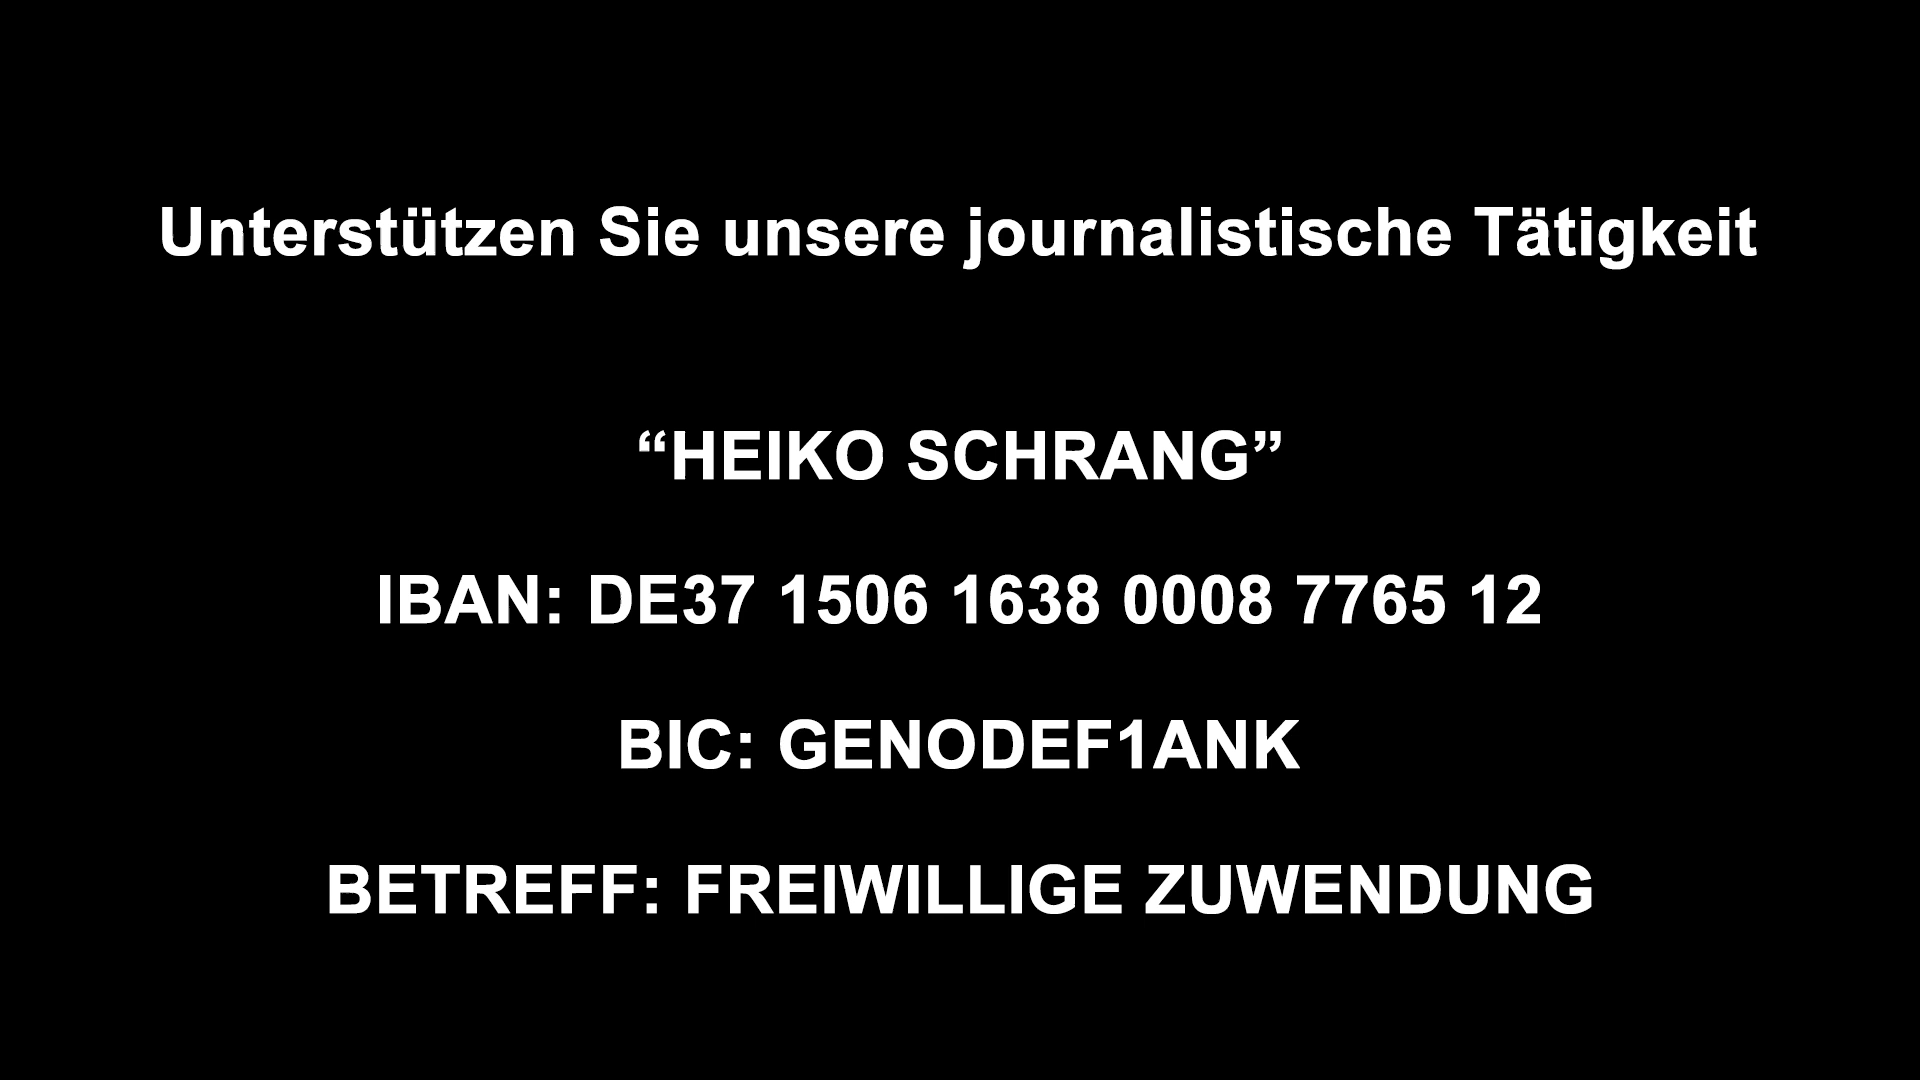 Unterstützen Sie unsere journalistische Tätigkeit
“HEIKO SCHRANG”
IBAN: DE37 1506 1638 0008 7765 12
BIC: GENODEF1ANK
BETREFF: FREIWILLIGE ZUWENDUNG